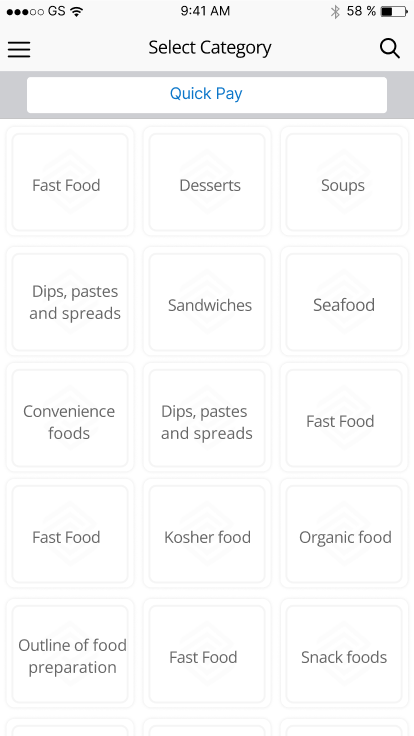 GS 9:41 AM 58 %
Select Category
Quick Pay
Fast Food
Desserts
Soups
Dips, pastes
and spreads
Sandwiches
Seafood
Convenience
foods
Dips, pastes
and spreads
Fast Food
Fast Food
Kosher food
Organic food
Outline of food
preparation
Fast Food
Snack foods